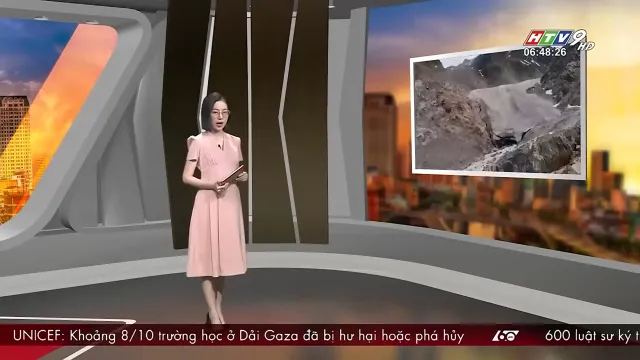 HTV9 HD
06:48:26
UNICEF: Khoảng 8/10 trường học ở Dải Gaza đã bị hư hại hoặc phá hủy 60 600 luật sư ký t